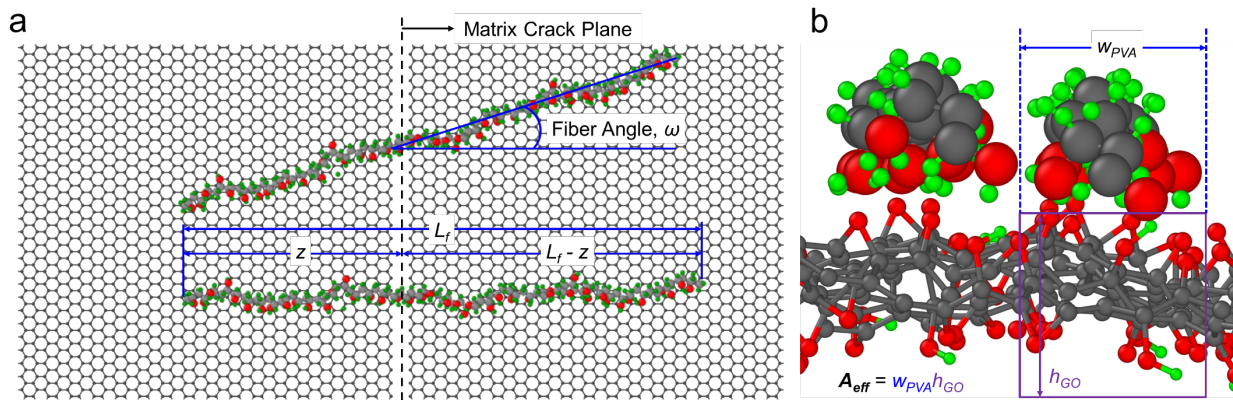 a
Matrix Crack Plane
Fiber Angle, ω
L_f
z
L_f - z
b
w_PVA
A_eff = w_PVA h_GO
h_GO